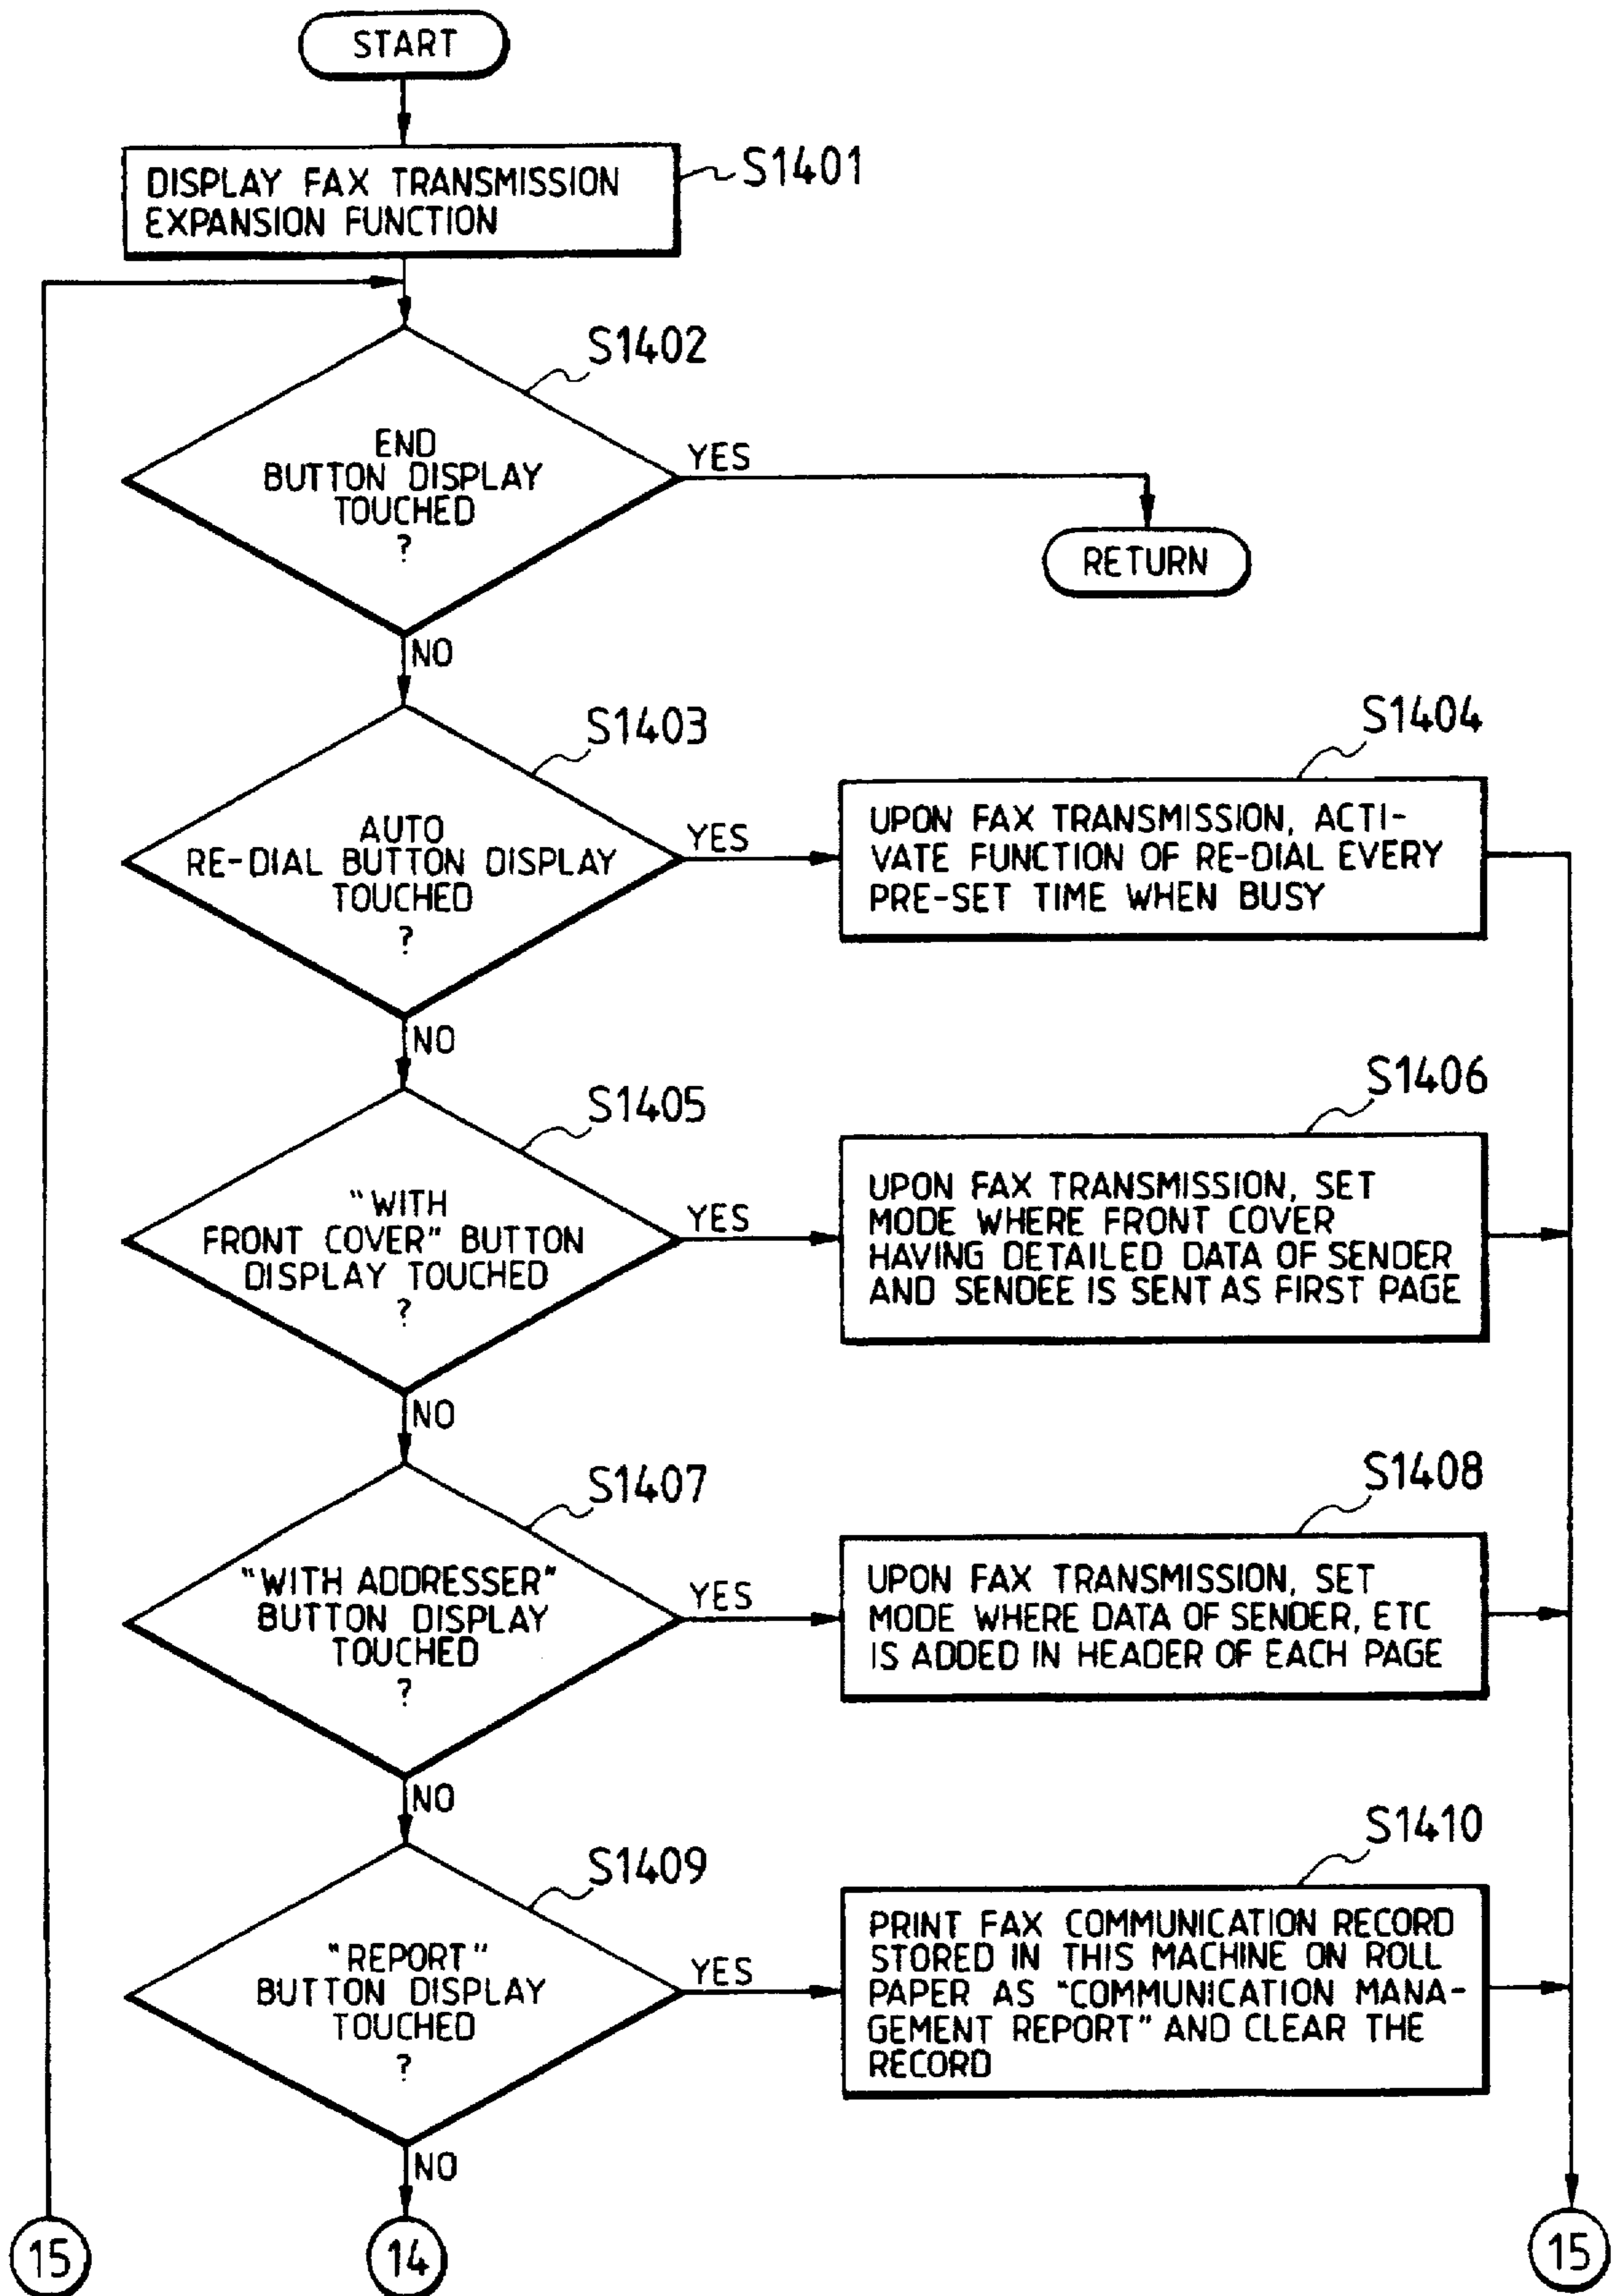 START
DISPLAY FAX TRANSMISSION
EXPANSION FUNCTION
S1401
S1402
END
BUTTON DISPLAY
TOUCHED
?
YES
RETURN
NO
S1403
AUTO
RE-DIAL BUTTON DISPLAY
TOUCHED
?
YES
S1404
UPON FAX TRANSMISSION, ACTI-
VATE FUNCTION OF RE-DIAL EVERY
PRE-SET TIME WHEN BUSY
NO
S1405
"WITH
FRONT COVER" BUTTON
DISPLAY TOUCHED
?
YES
S1406
UPON FAX TRANSMISSION, SET
MODE WHERE FRONT COVER
HAVING DETAILED DATA OF SENDER
AND SENDEE IS SENT AS FIRST PAGE
NO
S1407
"WITH ADDRESSER"
BUTTON DISPLAY
TOUCHED
?
YES
S1408
UPON FAX TRANSMISSION, SET
MODE WHERE DATA OF SENDER, ETC
IS ADDED IN HEADER OF EACH PAGE
NO
S1409
"REPORT"
BUTTON DISPLAY
TOUCHED
?
YES
S1410
PRINT FAX COMMUNICATION RECORD
STORED IN THIS MACHINE ON ROLL
PAPER AS "COMMUNICATION MANA-
GEMENT REPORT" AND CLEAR THE
RECORD
NO
15
14
15